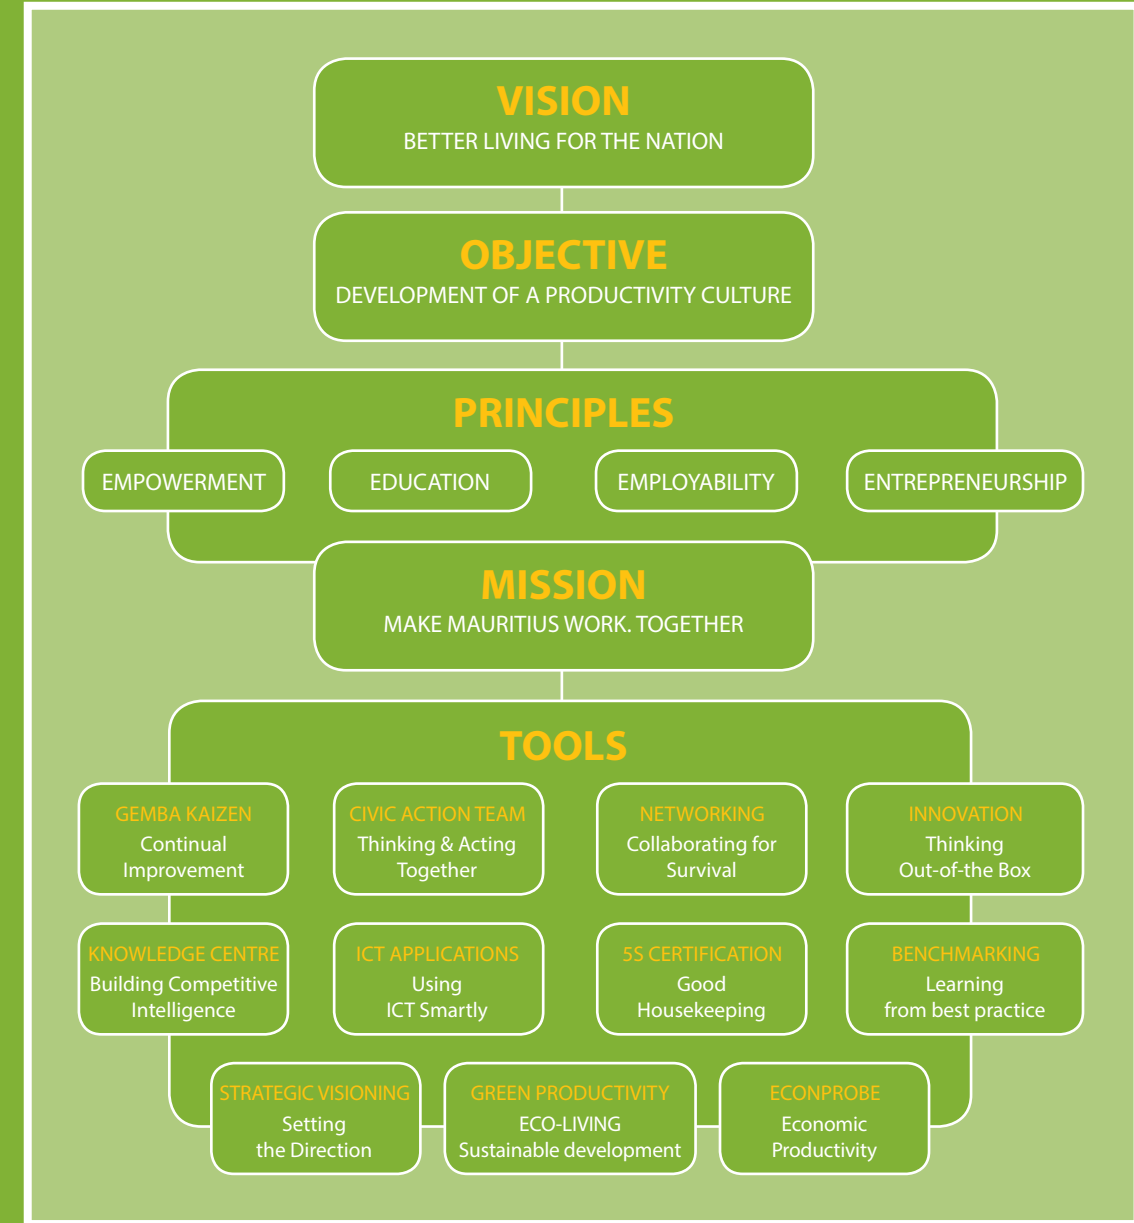 VISION
BETTER LIVING FOR THE NATION
OBJECTIVE
DEVELOPMENT OF A PRODUCTIVITY CULTURE
PRINCIPLES
EMPOWERMENT
EDUCATION
EMPLOYABILITY
ENTREPRENEURSHIP
MISSION
MAKE MAURITIUS WORK. TOGETHER
TOOLS
GEMBA KAIZEN
Continual
Improvement
CIVIC ACTION TEAM
Thinking & Acting
Together
NETWORKING
Collaborating for
Survival
INNOVATION
Thinking
Out-of-the Box
KNOWLEDGE CENTRE
Building Competitive
Intelligence
ICT APPLICATIONS
Using
ICT Smartly
5S CERTIFICATION
Good
Housekeeping
BENCHMARKING
Learning
from best practice
STRATEGIC VISIONING
Setting
the Direction
GREEN PRODUCTIVITY
ECO-LIVING
Sustainable development
ECONPROBE
Economic
Productivity